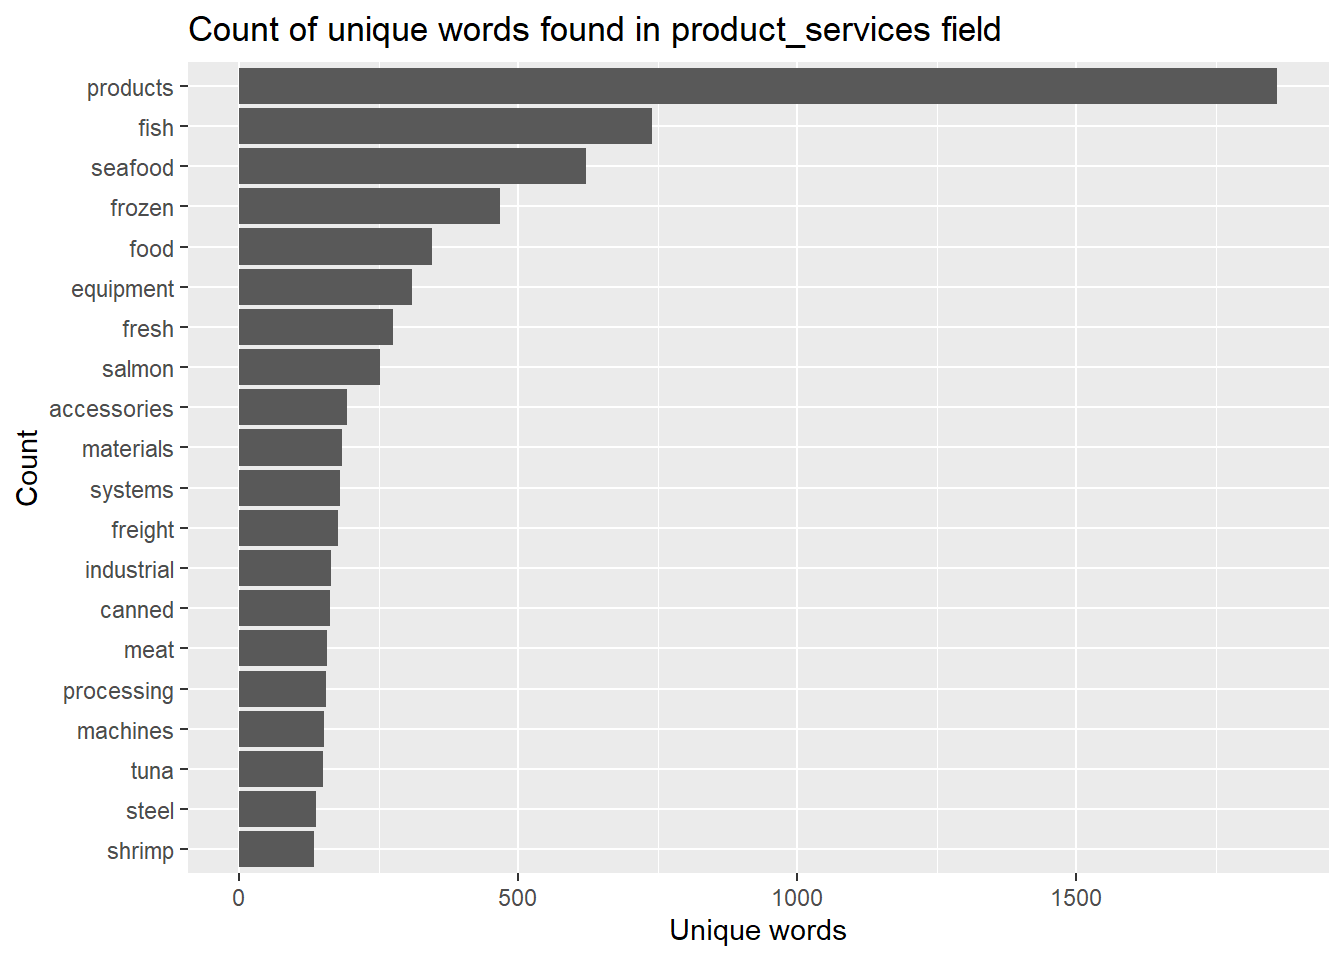 Count of unique words found in product_services field
products
fish
seafood
frozen
food
equipment
fresh
salmon
accessories
materials
systems
freight
industrial
canned
meat
processing
machines
tuna
steel
shrimp
Count
0 500 1000 1500
Unique words